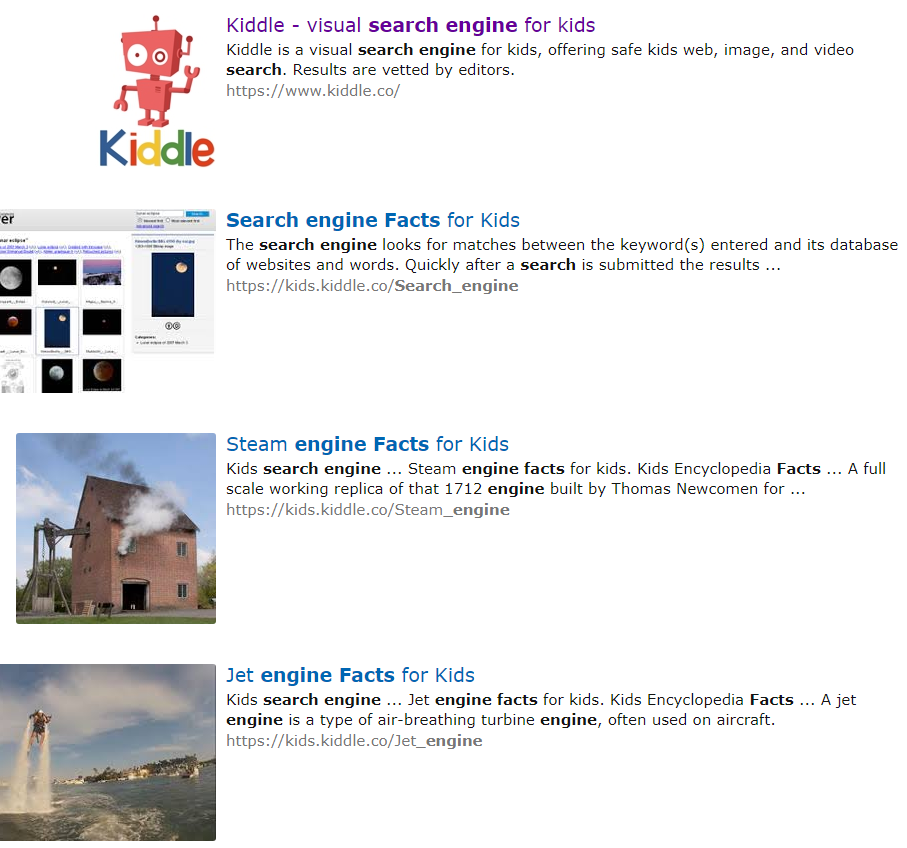 Kiddle
Kiddle - visual search engine for kids
Kiddle is a visual search engine for kids, offering safe kids web, image, and video
search. Results are vetted by editors.
https://www.kiddle.co/
Search engine Facts for Kids
The search engine looks for matches between the keyword(s) entered and its database
of websites and words. Quickly after a search is submitted the results ...
https://kids.kiddle.co/Search_engine
Steam engine Facts for Kids
Kids search engine ... Steam engine facts for kids. Kids Encyclopedia Facts ... A full
scale working replica of that 1712 engine built by Thomas Newcomen for ...
https://kids.kiddle.co/Steam_engine
Jet engine Facts for Kids
Kids search engine ... Jet engine facts for kids. Kids Encyclopedia Facts ... A jet
engine is a type of air-breathing turbine engine, often used on aircraft.
https://kids.kiddle.co/Jet_engine